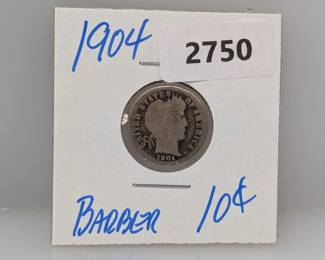 1904
2750
UNITED STATES OF AMERICA
1904
BARBER 10¢